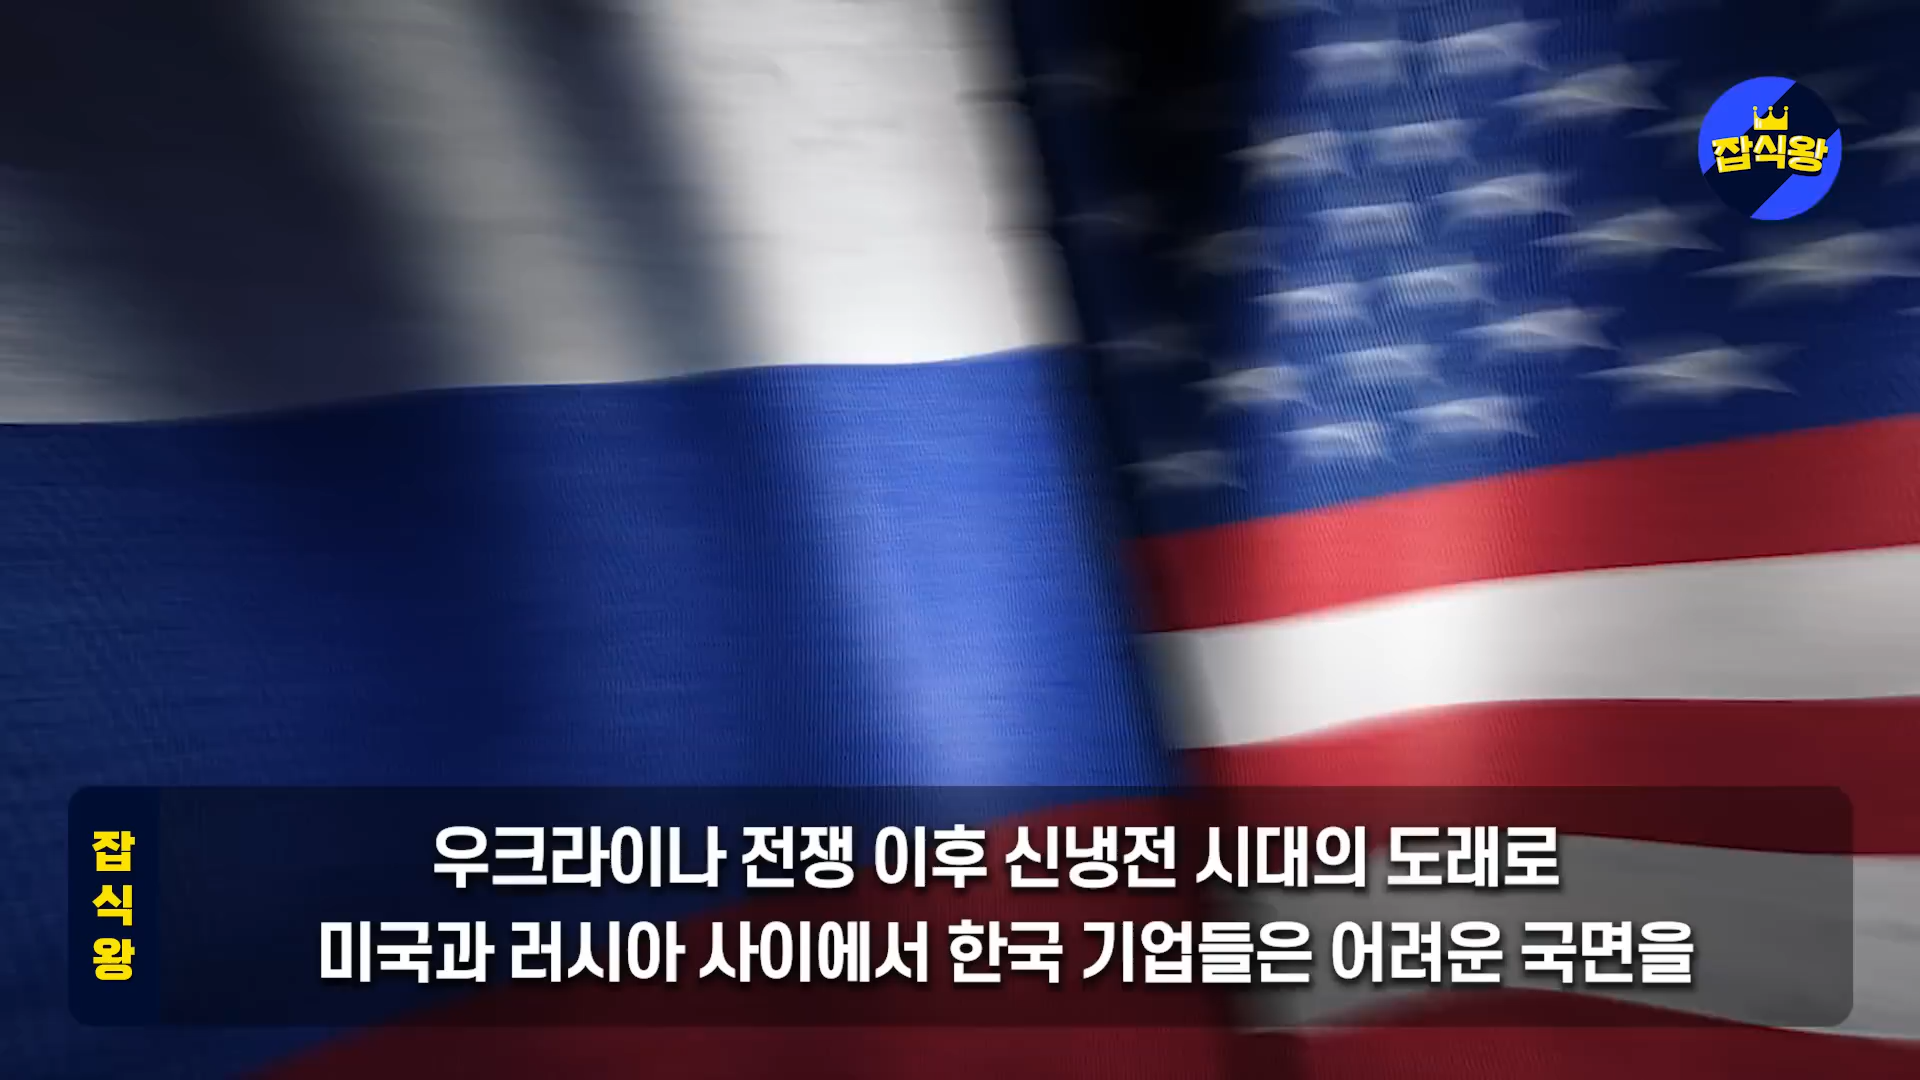 잡식왕
우크라이나 전쟁 이후 신냉전 시대의 도래로
미국과 러시아 사이에서 한국 기업들은 어려운 국면을
잡
식
왕